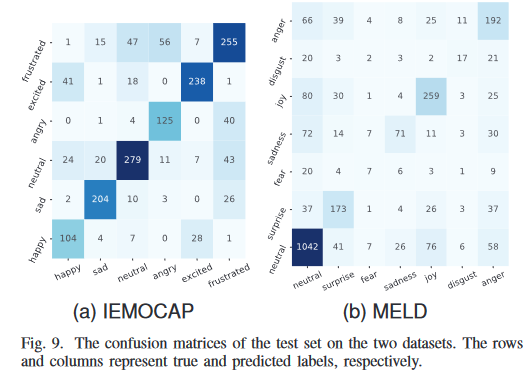 frustrated 1 15 47 56 7 255
excited 41 1 18 0 238 1
angry 0 1 4 125 0 40
neutral 24 20 279 11 7 43
sad 2 204 10 3 0 26
happy 104 4 7 0 28 1
happy sad neutral angry excited frustrated
(a) IEMOCAP
anger 66 39 4 8 25 11 192
disgust 20 3 2 3 2 17 21
joy 80 30 1 4 259 3 25
sadness 72 14 7 71 11 3 30
fear 20 4 7 6 3 1 9
surprise 37 173 1 4 26 3 37
neutral 1042 41 7 26 76 6 58
neutral surprise fear sadness joy disgust anger
(b) MELD
Fig. 9. The confusion matrices of the test set on the two datasets. The rows
and columns represent true and predicted labels, respectively.